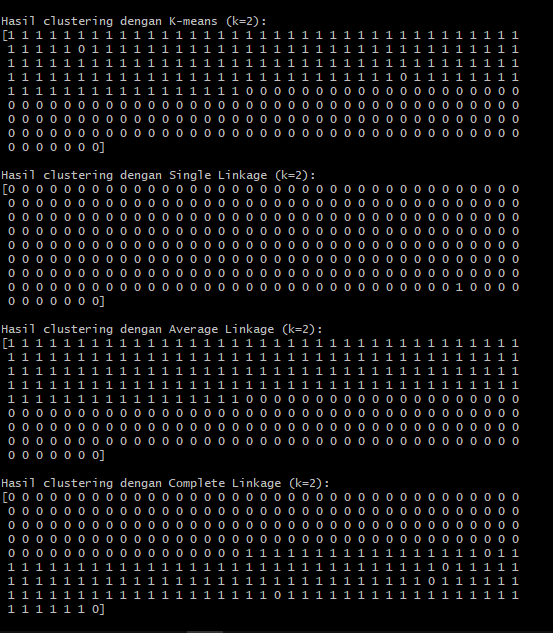 Hasil clustering dengan K-means (k=2):
[1 1 1 1 1 1 1 1 1 1 1 1 1 1 1 1 1 1 1 1 1 1 1 1 1 1 1 1 1 1 1 1 1 1 1 1 1
1 1 1 1 1 0 1 1 1 1 1 1 1 1 1 1 1 1 1 1 1 1 1 1 1 1 1 1 1 1 1 1 1 1 1 1 1
1 1 1 1 1 1 1 1 1 1 1 1 1 1 1 1 1 1 1 1 1 1 1 1 1 1 1 1 1 1 1 1 1 1 1 1 1
1 1 1 1 1 1 1 1 1 1 1 1 1 1 1 1 1 1 1 1 1 1 1 1 1 1 1 1 0 1 1 1 1 1 1 1 1
1 1 1 1 1 1 1 1 1 1 1 1 1 1 1 1 1 0 0 0 0 0 0 0 0 0 0 0 0 0 0 0 0 0 0 0 0
0 0 0 0 0 0 0 0 0 0 0 0 0 0 0 0 0 0 0 0 0 0 0 0 0 0 0 0 0 0 0 0 0 0 0 0 0
0 0 0 0 0 0 0 0 0 0 0 0 0 0 0 0 0 0 0 0 0 0 0 0 0 0 0 0 0 0 0 0 0 0 0 0 0
0 0 0 0 0 0 0 0 0 0 0 0 0 0 0 0 0 0 0 0 0 0 0 0 0 0 0 0 0 0 0 0 0 0 0 0 0
0 0 0 0 0 0 0]
Hasil clustering dengan Single Linkage (k=2):
[0 0 0 0 0 0 0 0 0 0 0 0 0 0 0 0 0 0 0 0 0 0 0 0 0 0 0 0 0 0 0 0 0 0 0 0 0
0 0 0 0 0 0 0 0 0 0 0 0 0 0 0 0 0 0 0 0 0 0 0 0 0 0 0 0 0 0 0 0 0 0 0 0 0
0 0 0 0 0 0 0 0 0 0 0 0 0 0 0 0 0 0 0 0 0 0 0 0 0 0 0 0 0 0 0 0 0 0 0 0 0
0 0 0 0 0 0 0 0 0 0 0 0 0 0 0 0 0 0 0 0 0 0 0 0 0 0 0 0 0 0 0 0 0 0 0 0 0
0 0 0 0 0 0 0 0 0 0 0 0 0 0 0 0 0 0 0 0 0 0 0 0 0 0 0 0 0 0 0 0 0 0 0 0 0
0 0 0 0 0 0 0 0 0 0 0 0 0 0 0 0 0 0 0 0 0 0 0 0 0 0 0 0 0 0 0 0 0 0 0 0 0
0 0 0 0 0 0 0 0 0 0 0 0 0 0 0 0 0 0 0 0 0 0 0 0 0 0 0 0 0 0 0 0 0 0 0 0 0
0 0 0 0 0 0 0 0 0 0 0 0 0 0 0 0 0 0 0 0 0 0 0 0 0 0 0 0 0 0 0 0 1 0 0 0 0
0 0 0 0 0 0 0]
Hasil clustering dengan Average Linkage (k=2):
[1 1 1 1 1 1 1 1 1 1 1 1 1 1 1 1 1 1 1 1 1 1 1 1 1 1 1 1 1 1 1 1 1 1 1 1 1
1 1 1 1 1 1 1 1 1 1 1 1 1 1 1 1 1 1 1 1 1 1 1 1 1 1 1 1 1 1 1 1 1 1 1 1 1
1 1 1 1 1 1 1 1 1 1 1 1 1 1 1 1 1 1 1 1 1 1 1 1 1 1 1 1 1 1 1 1 1 1 1 1 1
1 1 1 1 1 1 1 1 1 1 1 1 1 1 1 1 1 1 1 1 1 1 1 1 1 1 1 1 1 1 1 1 1 1 1 1 1
1 1 1 1 1 1 1 1 1 1 1 1 1 1 1 1 1 0 0 0 0 0 0 0 0 0 0 0 0 0 0 0 0 0 0 0 0
0 0 0 0 0 0 0 0 0 0 0 0 0 0 0 0 0 0 0 0 0 0 0 0 0 0 0 0 0 0 0 0 0 0 0 0 0
0 0 0 0 0 0 0 0 0 0 0 0 0 0 0 0 0 0 0 0 0 0 0 0 0 0 0 0 0 0 0 0 0 0 0 0 0
0 0 0 0 0 0 0 0 0 0 0 0 0 0 0 0 0 0 0 0 0 0 0 0 0 0 0 0 0 0 0 0 0 0 0 0 0
0 0 0 0 0 0 0]
Hasil clustering dengan Complete Linkage (k=2):
[0 0 0 0 0 0 0 0 0 0 0 0 0 0 0 0 0 0 0 0 0 0 0 0 0 0 0 0 0 0 0 0 0 0 0 0 0
0 0 0 0 0 0 0 0 0 0 0 0 0 0 0 0 0 0 0 0 0 0 0 0 0 0 0 0 0 0 0 0 0 0 0 0 0
0 0 0 0 0 0 0 0 0 0 0 0 0 0 0 0 0 0 0 0 0 0 0 0 0 0 0 0 0 0 0 0 0 0 0 0 0
0 0 0 0 0 0 0 0 0 0 0 0 0 0 0 0 0 0 0 0 0 0 0 0 0 0 0 0 0 0 0 0 0 0 0 0 0
0 0 0 0 0 0 0 0 0 0 0 0 0 0 0 0 0 1 1 1 1 1 1 1 1 1 1 1 1 1 1 1 1 1 0 1 1
1 1 1 1 1 1 1 1 1 1 1 1 1 1 1 1 1 1 1 1 1 1 1 1 1 1 1 1 1 1 1 0 1 1 1 1 1
1 1 1 1 1 1 1 1 1 1 1 1 1 1 1 1 1 1 1 1 1 1 1 1 1 1 1 1 1 1 0 1 1 1 1 1 1
1 1 1 1 1 1 1 1 1 1 1 1 1 1 1 1 1 1 1 0 1 1 1 1 1 1 1 1 1 1 1 1 1 1 1 1 1
1 1 1 1 1 1 0]